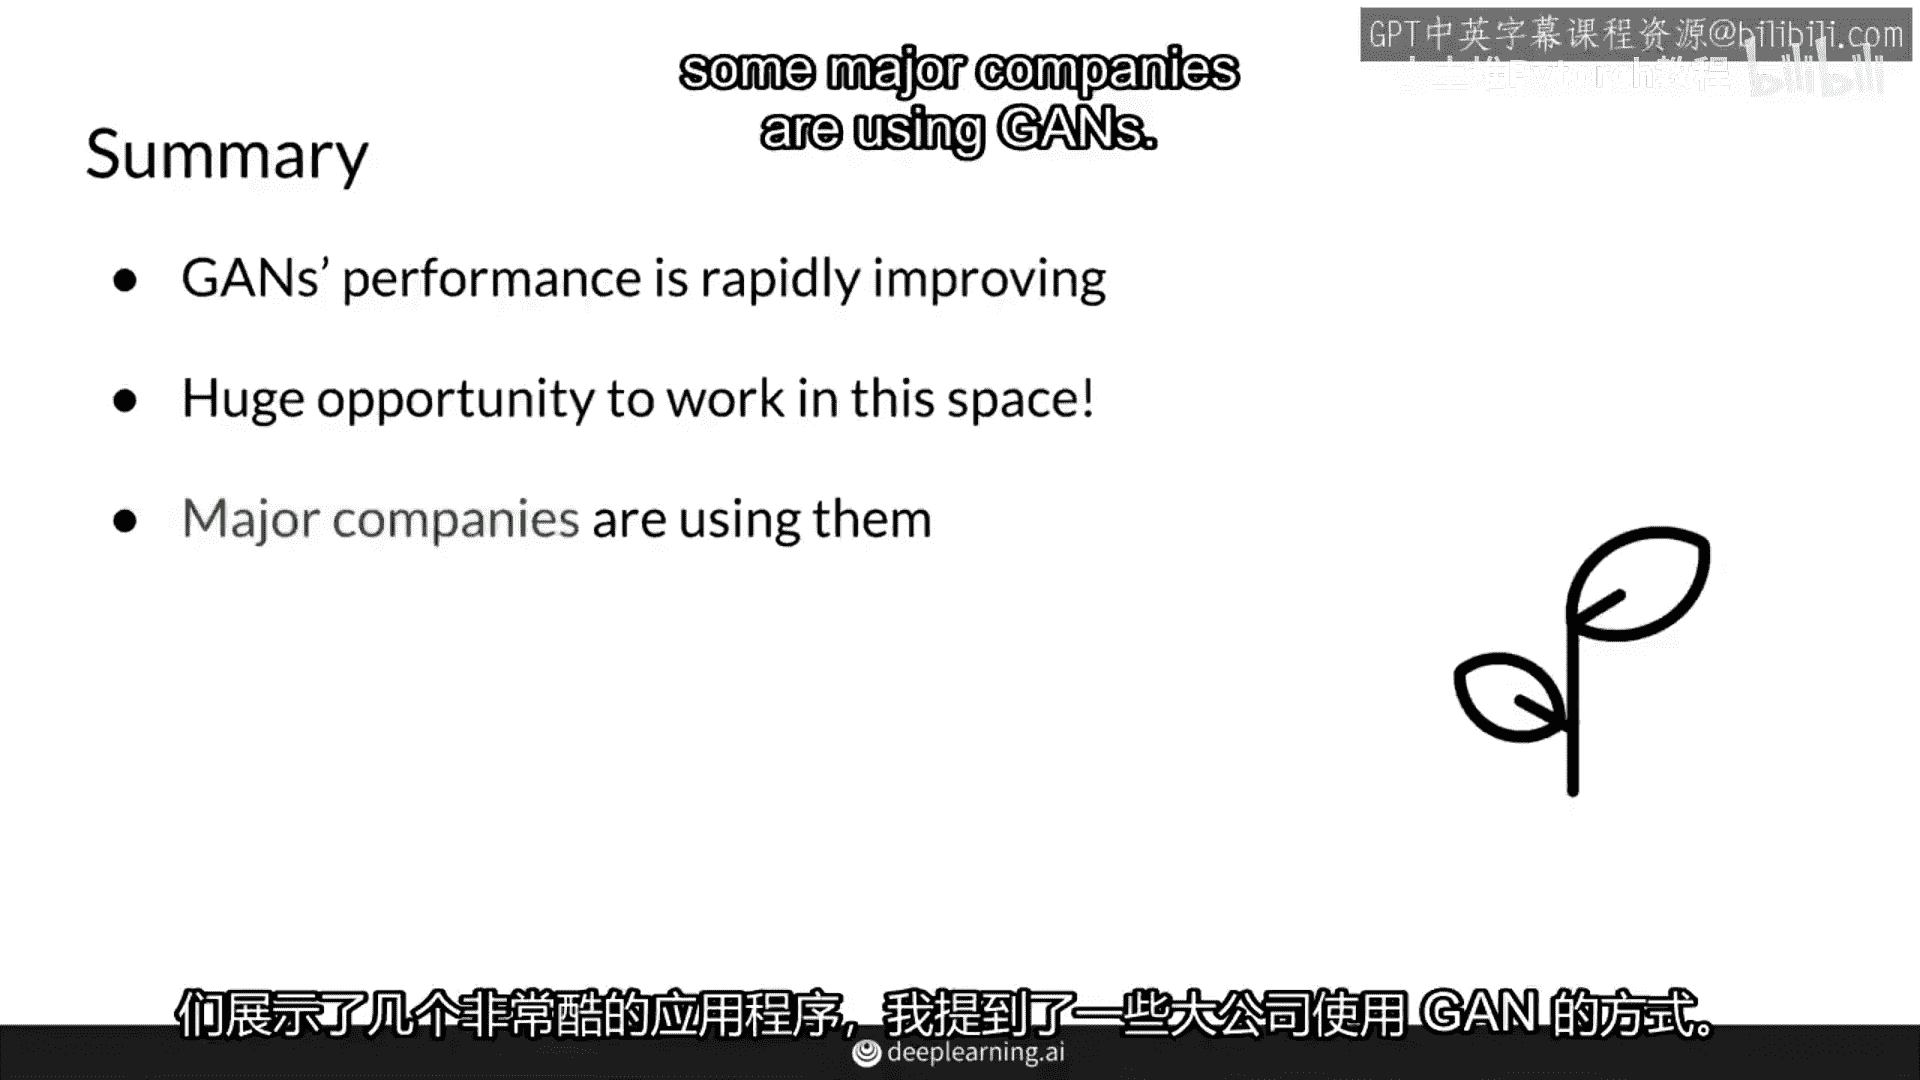 GPT中英字幕课程资源@bilibili.com
bilibili
some major companies
are using GANs.
Summary
● GANs’ performance is rapidly improving
● Huge opportunity to work in this space!
● Major companies are using them
们展示了几个非常酷的应用程序，我提到了一些大公司使用 GAN 的方式。
deeplearning.ai